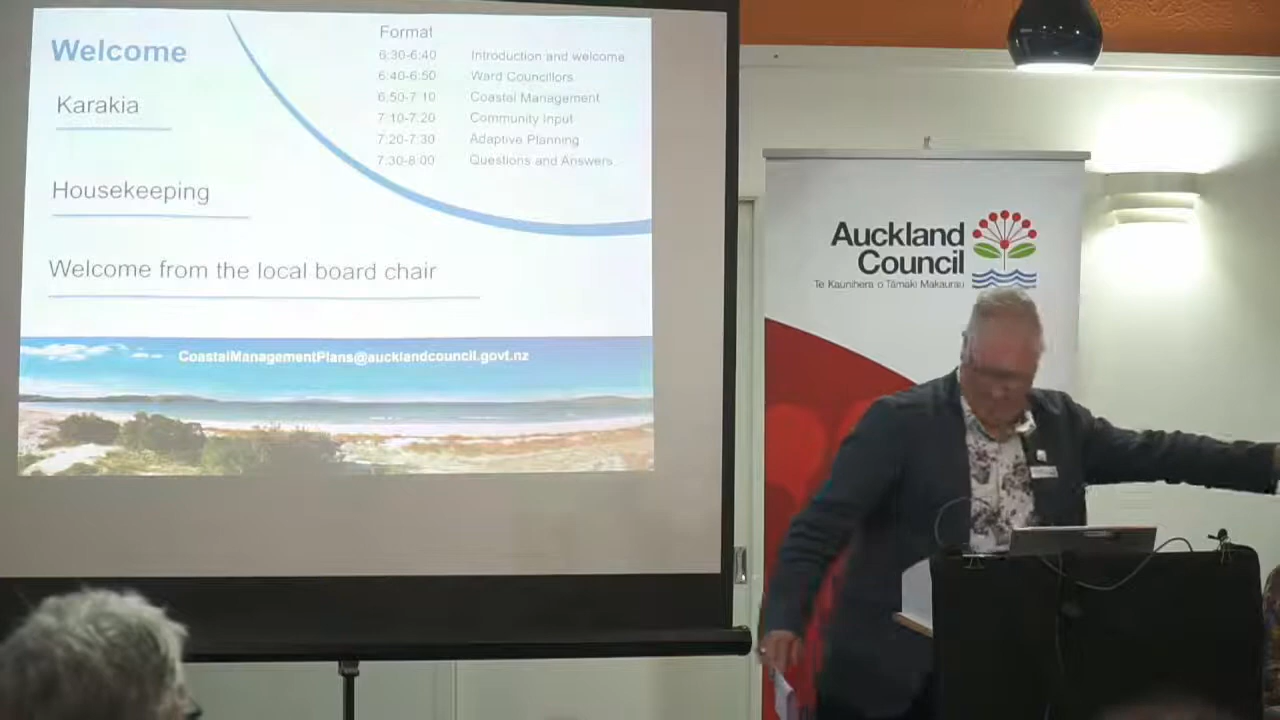 Welcome
Karakia
Housekeeping
Welcome from the local board chair
Format
6:30-6:40 Introduction and welcome
6:40-6:50 Ward Councillors
6:50-7:10 Coastal Management
7:10-7:20 Community Input
7:20-7:30 Adaptive Planning
7:30-8:00 Questions and Answers
CoastalManagementPlans@aucklandcouncil.govt.nz
Auckland
Council
Te Kaunihera o Tāmaki Makaurau